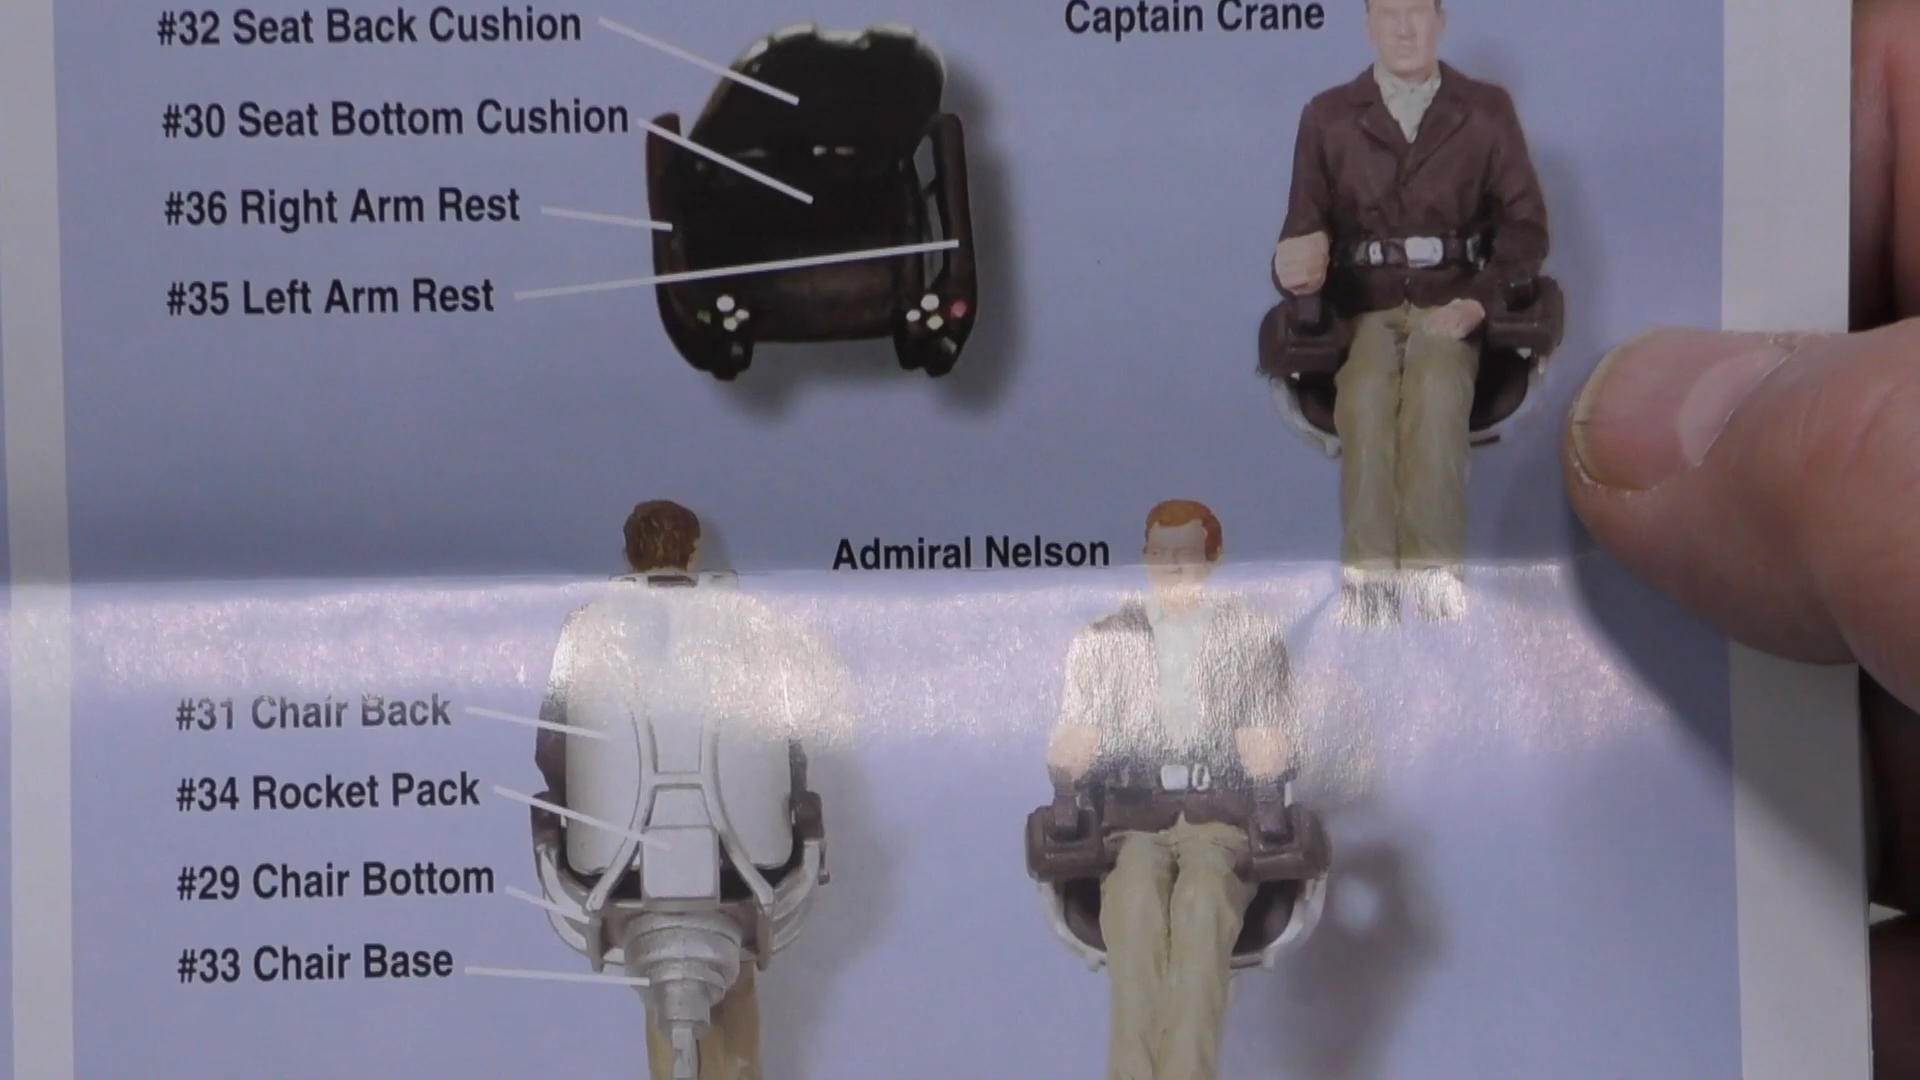 #32 Seat Back Cushion
Captain Crane
#30 Seat Bottom Cushion
#36 Right Arm Rest
#35 Left Arm Rest
Admiral Nelson
#31 Chair Back
#34 Rocket Pack
#29 Chair Bottom
#33 Chair Base